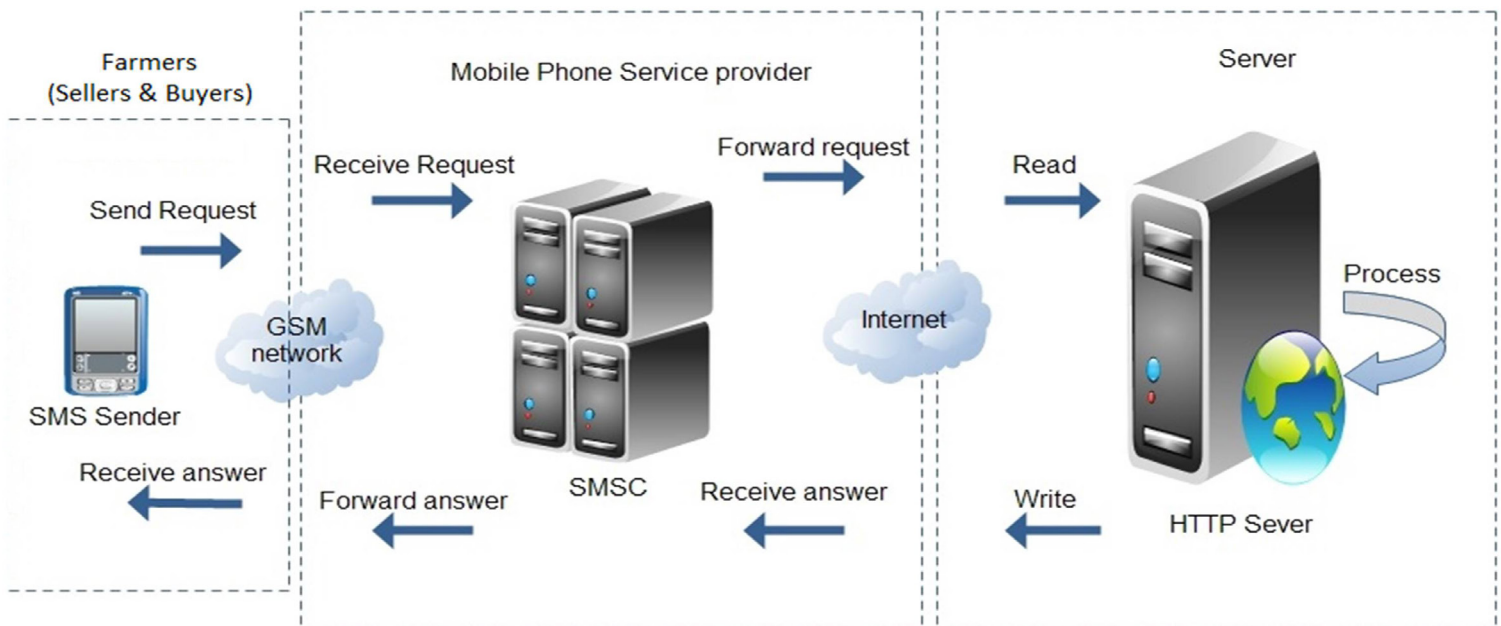 Farmers
(Sellers & Buyers)
Mobile Phone Service provider
Server
Send Request
Receive Request
Forward request
Read
Process
GSM
network
Internet
SMS Sender
SMSC
HTTP Sever
Receive answer
Forward answer
Receive answer
Write